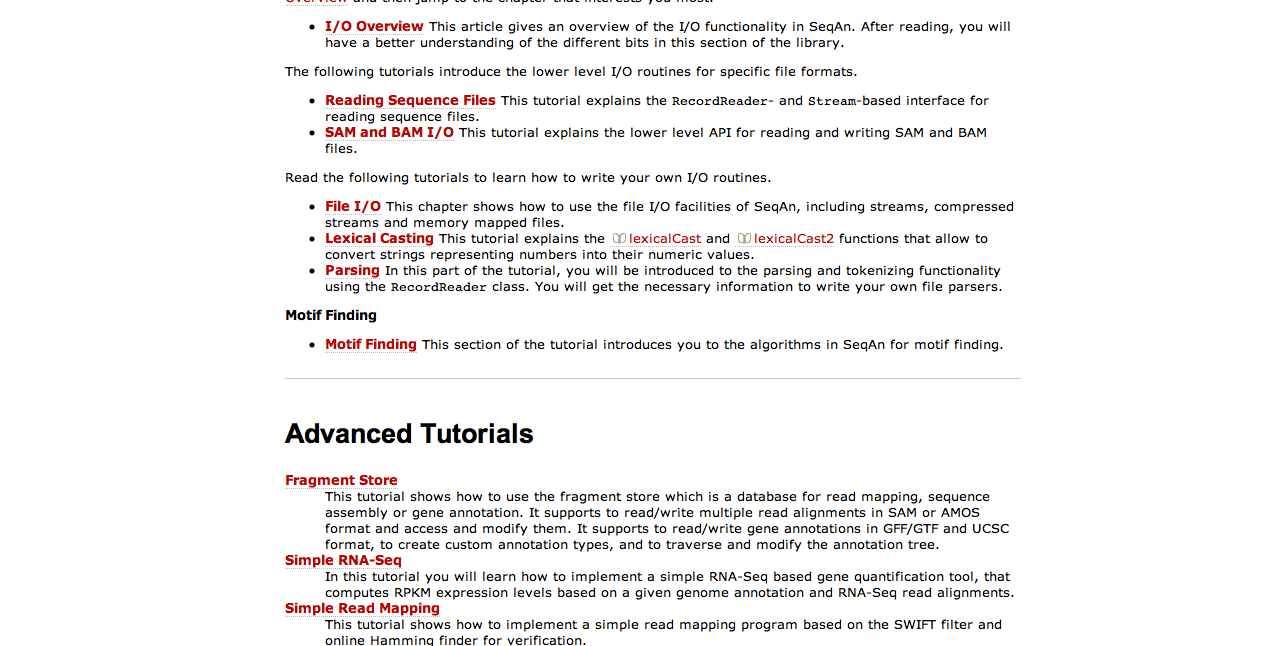 Overview and then jump to the chapter that interests you most.
I/O Overview This article gives an overview of the I/O functionality in SeqAn. After reading, you will
have a better understanding of the different bits in this section of the library.
The following tutorials introduce the lower level I/O routines for specific file formats.
Reading Sequence Files This tutorial explains the RecordReader- and Stream-based interface for
reading sequence files.
SAM and BAM I/O This tutorial explains the lower level API for reading and writing SAM and BAM
files.
Read the following tutorials to learn how to write your own I/O routines.
File I/O This chapter shows how to use the file I/O facilities of SeqAn, including streams, compressed
streams and memory mapped files.
Lexical Casting This tutorial explains the lexicalCast and lexicalCast2 functions that allow to
convert strings representing numbers into their numeric values.
Parsing In this part of the tutorial, you will be introduced to the parsing and tokenizing functionality
using the RecordReader class. You will get the necessary information to write your own file parsers.
Motif Finding
Motif Finding This section of the tutorial introduces you to the algorithms in SeqAn for motif finding.
Advanced Tutorials
Fragment Store
This tutorial shows how to use the fragment store which is a database for read mapping, sequence
assembly or gene annotation. It supports to read/write multiple read alignments in SAM or AMOS
format and access and modify them. It supports to read/write gene annotations in GFF/GTF and UCSC
format, to create custom annotation types, and to traverse and modify the annotation tree.
Simple RNA-Seq
In this tutorial you will learn how to implement a simple RNA-Seq based gene quantification tool, that
computes RPKM expression levels based on a given genome annotation and RNA-Seq read alignments.
Simple Read Mapping
This tutorial shows how to implement a simple read mapping program based on the SWIFT filter and
online Hamming finder for verification.